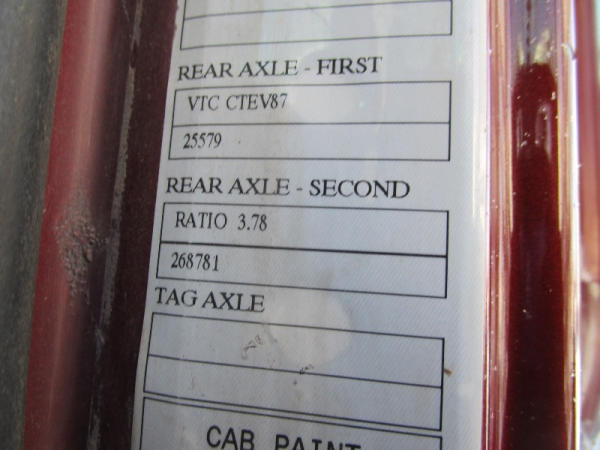 REAR AXLE - FIRST
VTC CTEV87
25579
REAR AXLE - SECOND
RATIO 3.78
268781
TAG AXLE
CAB PAINT